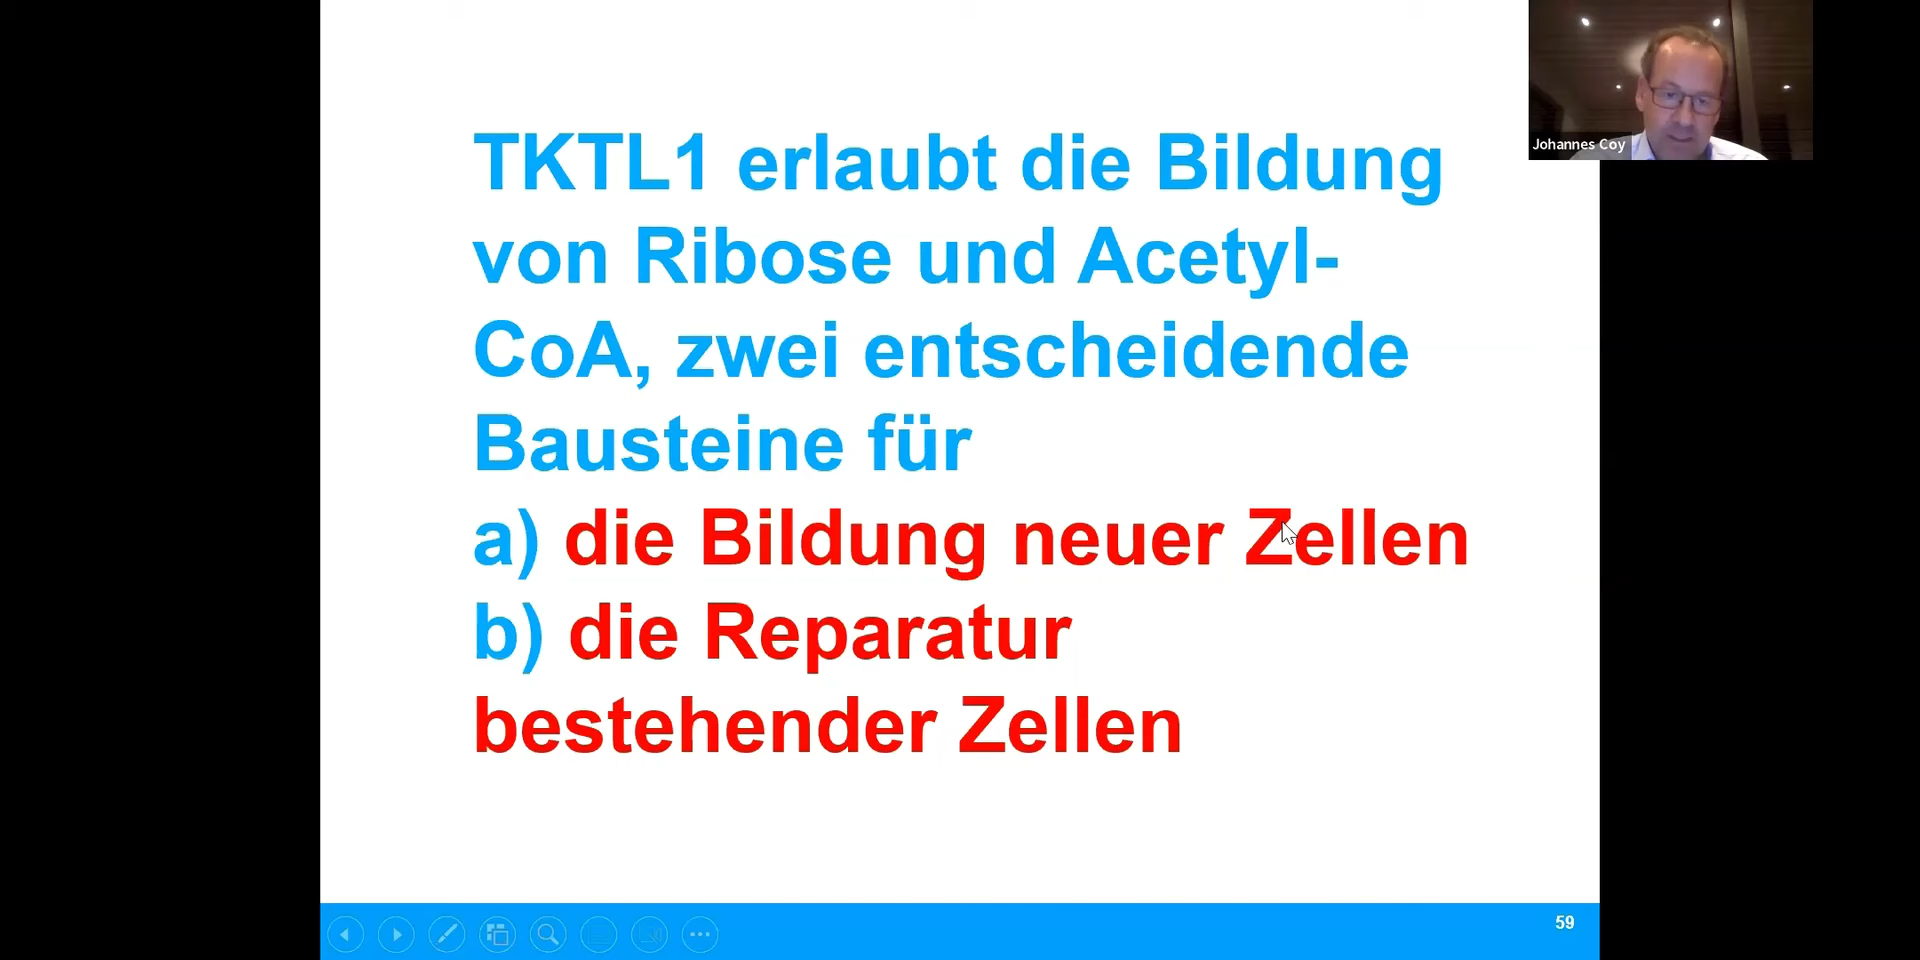 TKTL1 erlaubt die Bildung
von Ribose und Acetyl-
CoA, zwei entscheidende
Bausteine für
a) die Bildung neuer Zellen
b) die Reparatur
bestehender Zellen
Johannes Coy
59